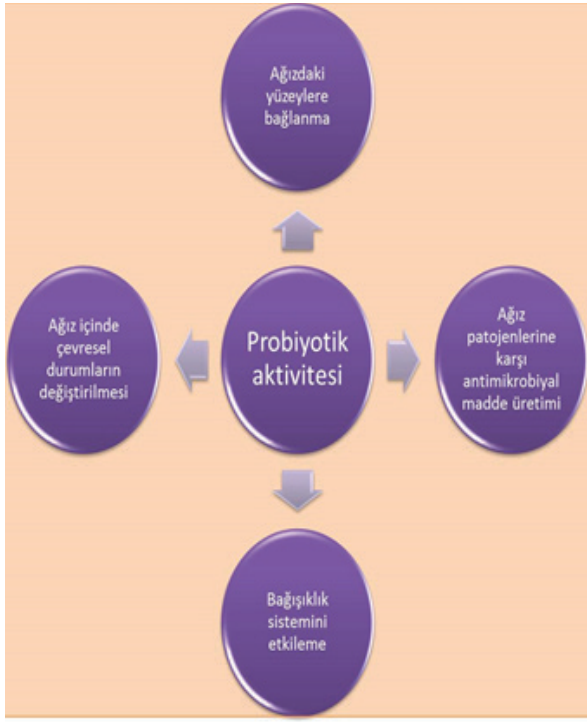 Ağızdaki
yüzeylere
bağlanma
Ağız içinde
çevresel
durumların
değiştirilmesi
Probiyotik
aktivitesi
Ağız
patojenlerine
karşı
antimikrobiyal
madde üretimi
Bağışıklık
sistemini
etkileme